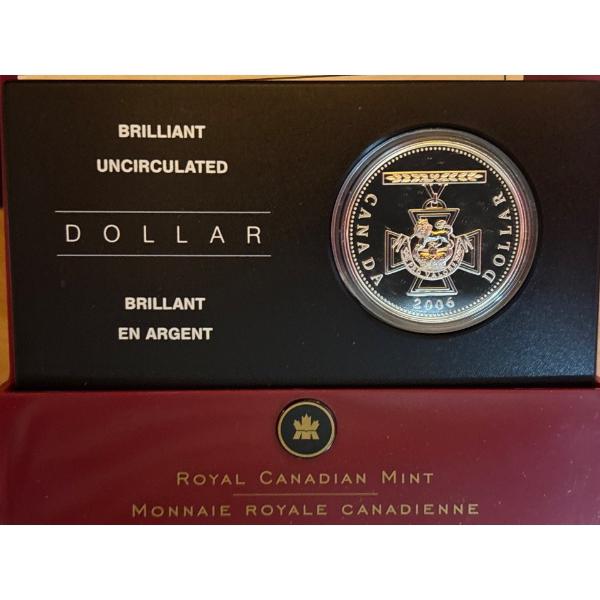 BRILLIANT
UNCIRCULATED
DOLLAR
BRILLANT
EN ARGENT
CANADA
DOLLAR
2006
ROYAL CANADIAN MINT
MONNAIE ROYALE CANADIENNE